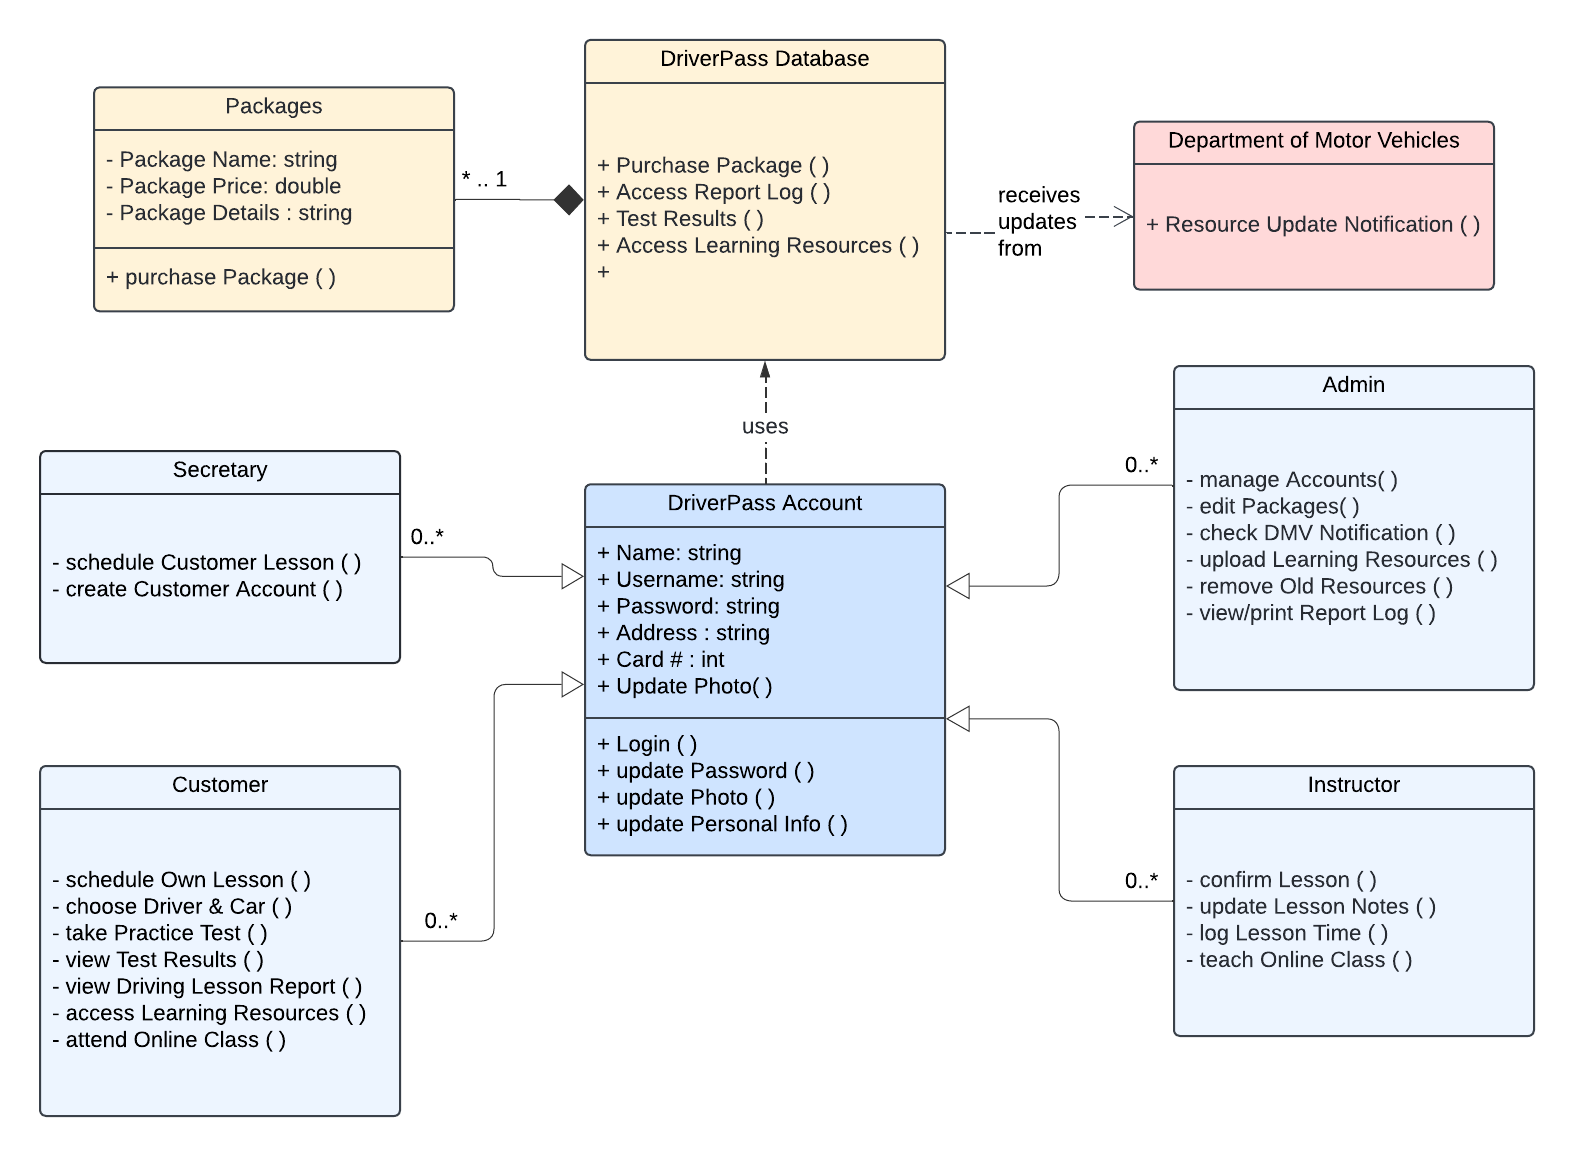 DriverPass Database
+ Purchase Package ( )
+ Access Report Log ( )
+ Test Results ( )
+ Access Learning Resources ( )
+
Packages
- Package Name: string
- Package Price: double
- Package Details : string
+ purchase Package ( )
* .. 1
receives
updates
from
Department of Motor Vehicles
+ Resource Update Notification ( )
uses
Admin
- manage Accounts( )
- edit Packages( )
- check DMV Notification ( )
- upload Learning Resources ( )
- remove Old Resources ( )
- view/print Report Log ( )
0..*
Secretary
- schedule Customer Lesson ( )
- create Customer Account ( )
0..*
DriverPass Account
+ Name: string
+ Username: string
+ Password: string
+ Address : string
+ Card # : int
+ Update Photo( )
+ Login ( )
+ update Password ( )
+ update Photo ( )
+ update Personal Info ( )
Customer
- schedule Own Lesson ( )
- choose Driver & Car ( )
- take Practice Test ( )
- view Test Results ( )
- view Driving Lesson Report ( )
- access Learning Resources ( )
- attend Online Class ( )
0..*
Instructor
- confirm Lesson ( )
- update Lesson Notes ( )
- log Lesson Time ( )
- teach Online Class ( )
0..*